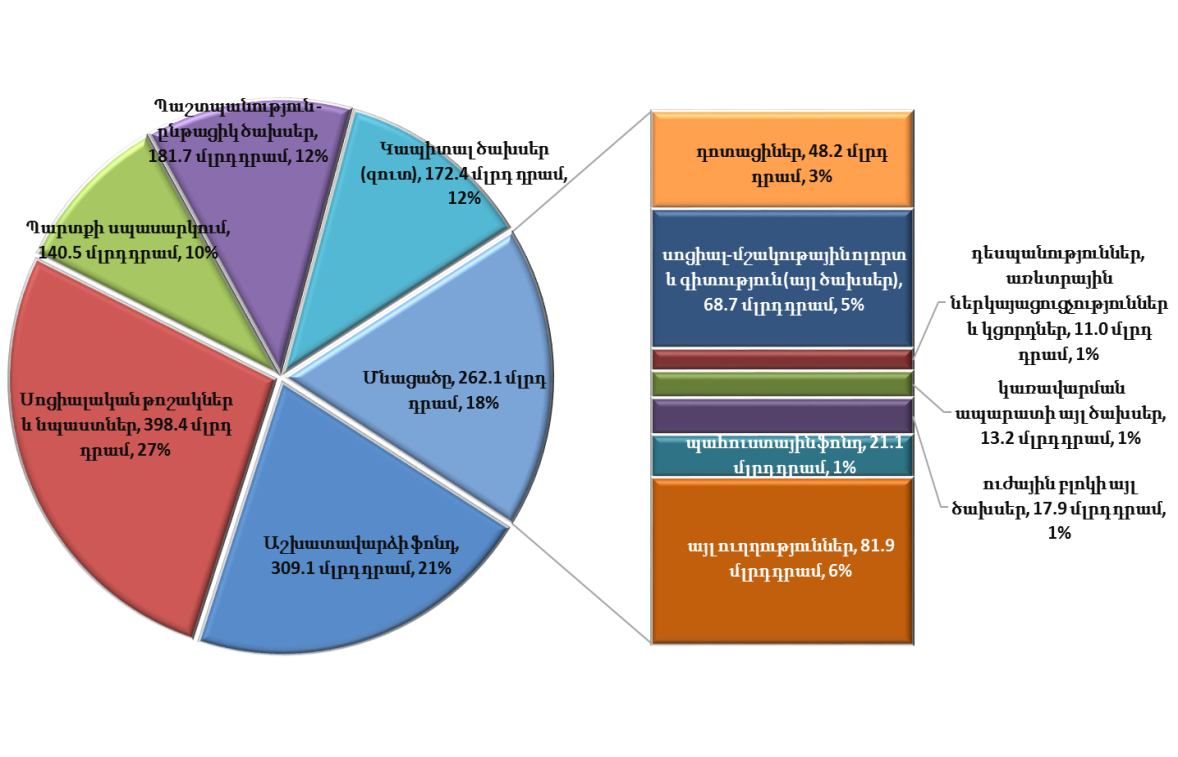 Պաշտպանություն -
ընթացիկ ծախսեր,
181.7 մլրդ դրամ, 12%
Կապիտալ ծախսեր
(զուտ), 172.4 մլրդ դրամ,
12%
Պարտքի սպասարկում,
140.5 մլրդ դրամ, 10%
Մնացածը, 262.1 մլրդ
դրամ, 18%
Սոցիալական թոշակներ
և նպաստներ, 398.4 մլրդ
դրամ, 27%
Աշխատավարձի ֆոնդ,
309.1 մլրդ դրամ, 21%
դոտացիներ, 48.2 մլրդ
դրամ, 3%
սոցիալ-մշակութային ոլորտ
և գիտություն (այլ ծախսեր),
68.7 մլրդ դրամ, 5%
դեսպանություններ,
առևտրային
ներկայացուցչություններ
և կցորդներ, 11.0 մլրդ
դրամ, 1%
կառավարման
ապարատի այլ ծախսեր,
13.2 մլրդ դրամ, 1%
ուժային բլոկի այլ
ծախսեր, 17.9 մլրդ դրամ,
1%
պահուստային ֆոնդ, 21.1
մլրդ դրամ, 1%
այլ ուղղություններ, 81.9
մլրդ դրամ, 6%